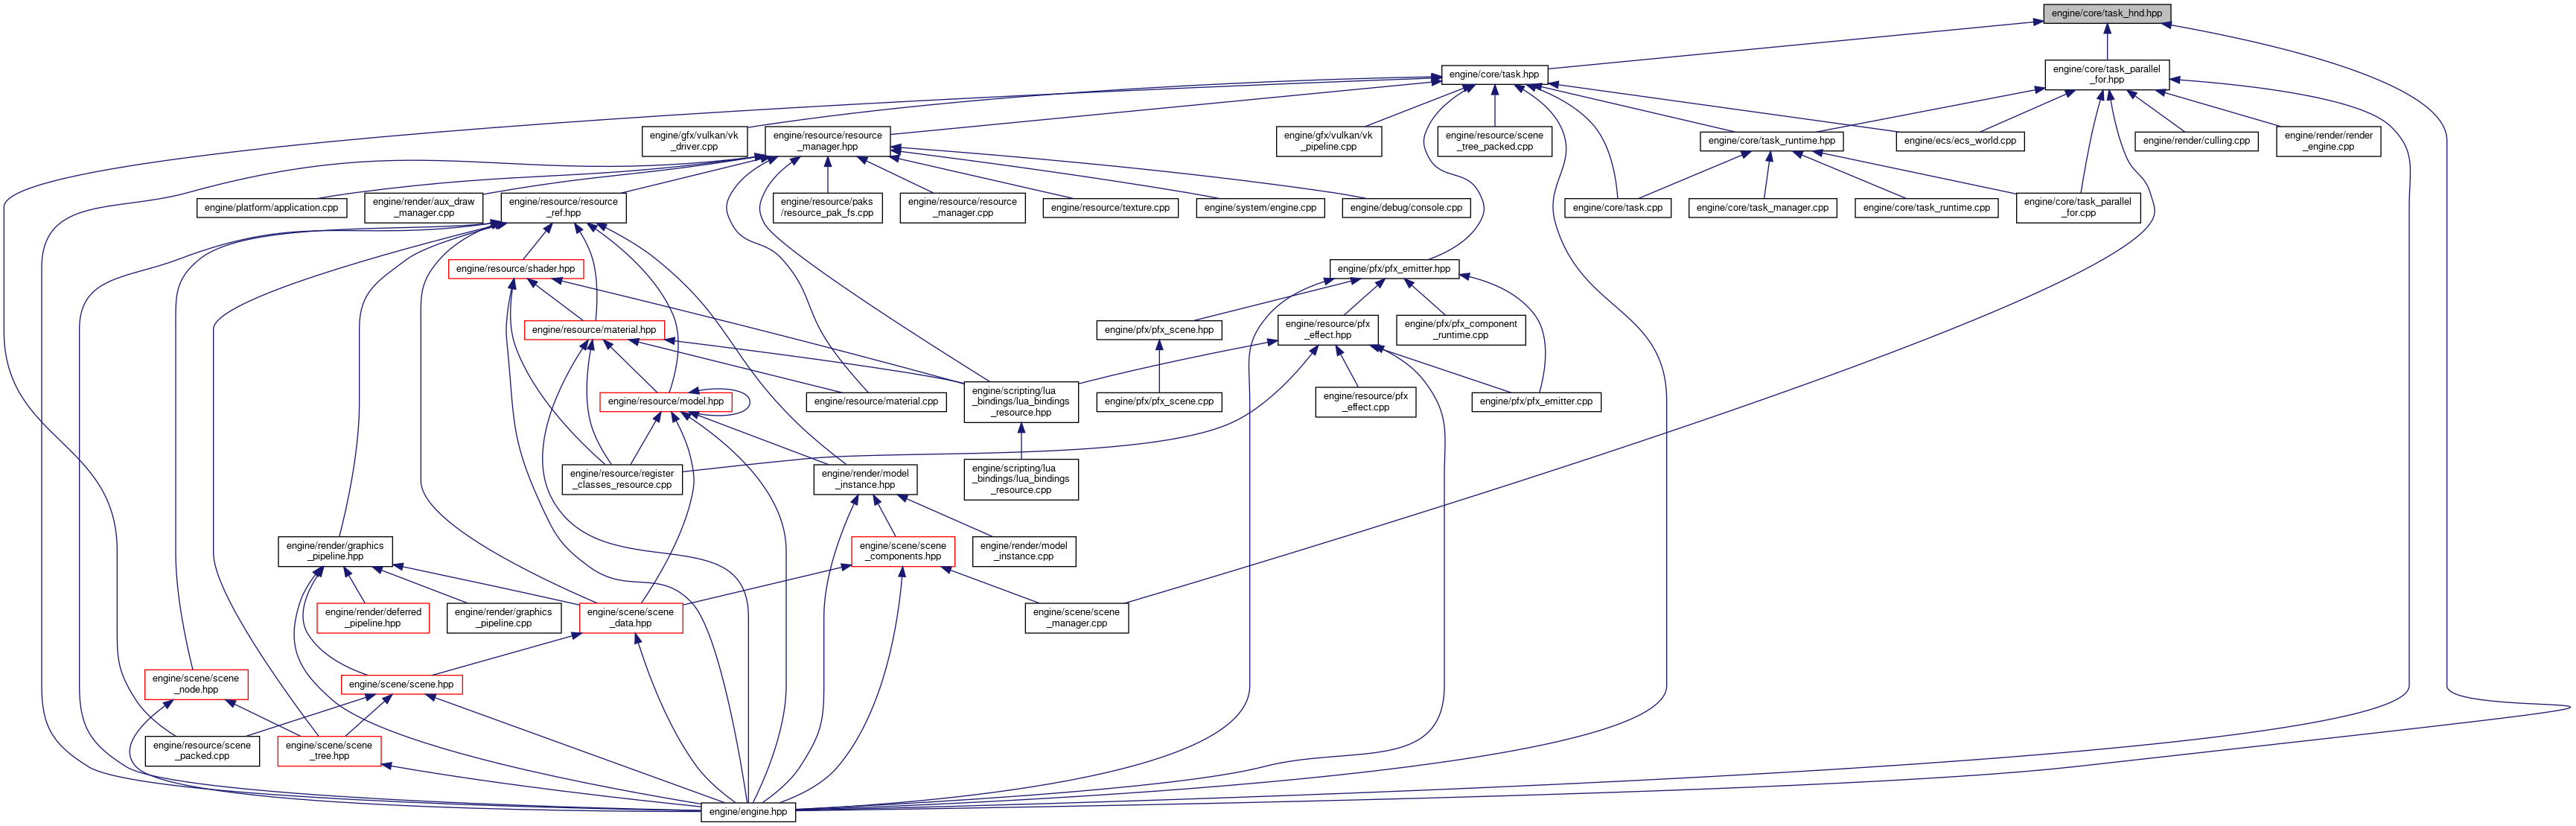 engine/core/task_hnd.hpp
engine/core/task.hpp
engine/core/task_parallel
_for.hpp
engine/gfx/vulkan/vk
_driver.cpp
engine/resource/resource
_manager.hpp
engine/gfx/vulkan/vk
_pipeline.cpp
engine/resource/scene
_tree_packed.cpp
engine/core/task_runtime.hpp
engine/ecs/ecs_world.cpp
engine/render/culling.cpp
engine/render/render
_engine.cpp
engine/platform/application.cpp
engine/render/aux_draw
_manager.cpp
engine/resource/resource
_ref.hpp
engine/resource/paks
/resource_pak_fs.cpp
engine/resource/resource
_manager.cpp
engine/resource/texture.cpp
engine/system/engine.cpp
engine/debug/console.cpp
engine/core/task.cpp
engine/core/task_manager.cpp
engine/core/task_runtime.cpp
engine/core/task_parallel
_for.cpp
engine/resource/shader.hpp
engine/pfx/pfx_emitter.hpp
engine/resource/material.hpp
engine/pfx/pfx_scene.hpp
engine/resource/pfx
_effect.hpp
engine/pfx/pfx_component
_runtime.cpp
engine/resource/model.hpp
engine/resource/material.cpp
engine/scripting/lua
_bindings/lua_bindings
_resource.hpp
engine/pfx/pfx_scene.cpp
engine/resource/pfx
_effect.cpp
engine/pfx/pfx_emitter.cpp
engine/resource/register
_classes_resource.cpp
engine/render/model
_instance.hpp
engine/scripting/lua
_bindings/lua_bindings
_resource.cpp
engine/render/graphics
_pipeline.hpp
engine/scene/scene
_components.hpp
engine/render/model
_instance.cpp
engine/render/deferred
_pipeline.hpp
engine/render/graphics
_pipeline.cpp
engine/scene/scene
_data.hpp
engine/scene/scene
_manager.cpp
engine/scene/scene
_node.hpp
engine/scene/scene.hpp
engine/resource/scene
_packed.cpp
engine/scene/scene
_tree.hpp
engine/engine.hpp